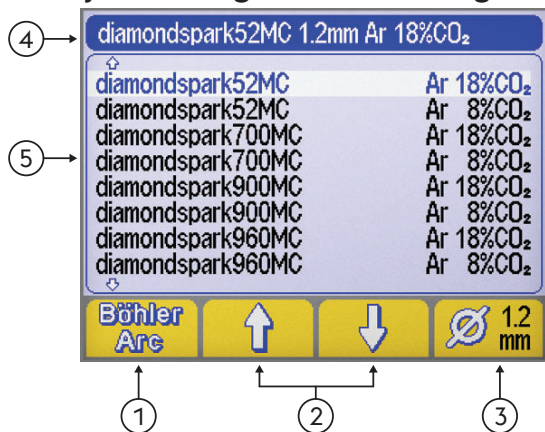 diamondspark52MC 1.2mm Ar 18%CO₂
diamondspark52MC Ar 18%CO₂
diamondspark52MC Ar 8%CO₂
diamondspark700MC Ar 18%CO₂
diamondspark700MC Ar 8%CO₂
diamondspark900MC Ar 18%CO₂
diamondspark900MC Ar 8%CO₂
diamondspark960MC Ar 18%CO₂
diamondspark960MC Ar 8%CO₂
Böhler
Arc
Ø 1.2
mm
4
5
1
2
3